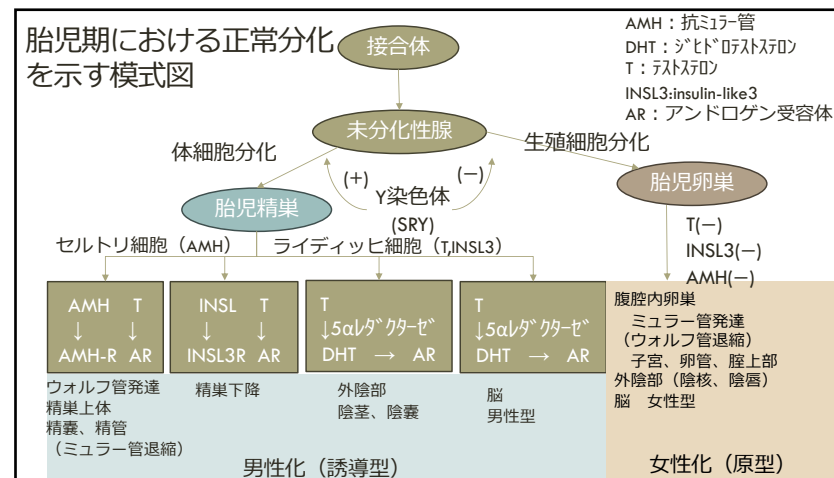 胎児期における正常分化
を示す模式図
接合体
AMH：抗ﾐｭﾗｰ管
DHT：ｼﾞﾋﾄﾞﾛﾃｽﾄｽﾃﾛﾝ
T：ﾃｽﾄｽﾃﾛﾝ
INSL3:insulin-like3
AR：アンドロゲン受容体
未分化性腺
体細胞分化
生殖細胞分化
(+)
Y染色体
(SRY)
(−)
胎児精巣
胎児卵巣
セルトリ細胞（AMH）
ライディッヒ細胞（T,INSL3）
T(−)
INSL3(−)
AMH(−)
AMH T
↓ ↓
AMH-R AR
INSL T
↓ ↓
INSL3R AR
T
↓5αﾚﾀﾞｸﾀｰｾﾞ
DHT → AR
T
↓5αﾚﾀﾞｸﾀｰｾﾞ
DHT → AR
ウォルフ管発達
精巣上体
精嚢、精管
（ミュラー管退縮）
精巣下降
外陰部
陰茎、陰嚢
脳
男性型
腹腔内卵巣
ミュラー管発達
（ウォルフ管退縮）
子宮、卵管、腟上部
外陰部（陰核、陰唇）
脳 女性型
男性化（誘導型）
女性化（原型）